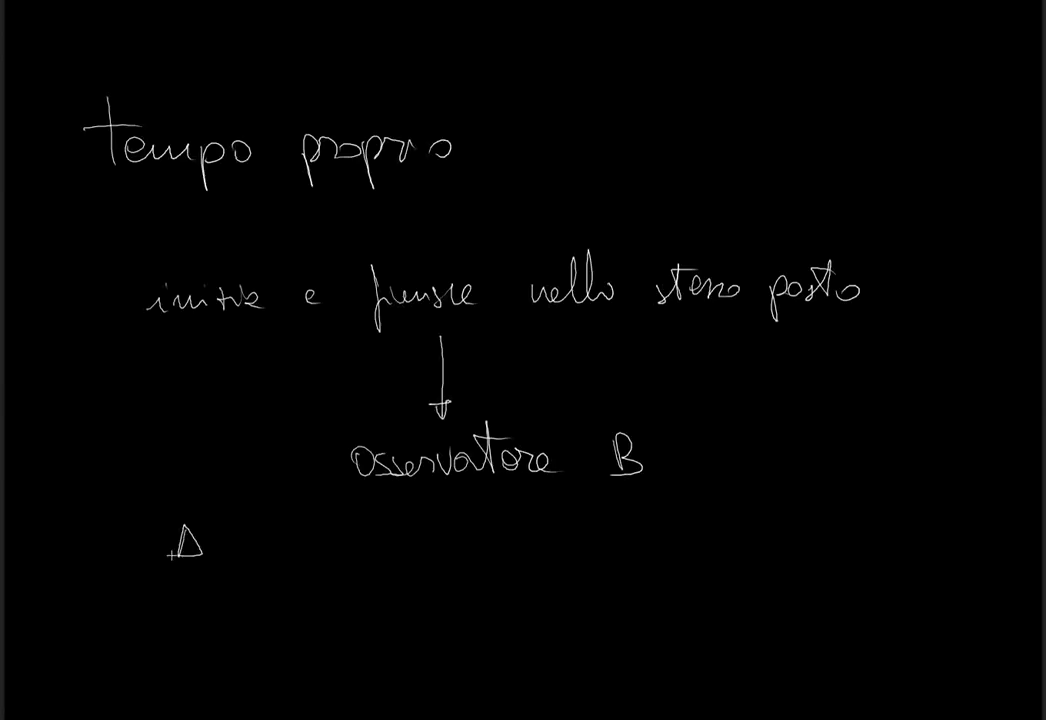 tempo proprio
inizia e finisce nello stesso posto
osservatore B
Δ